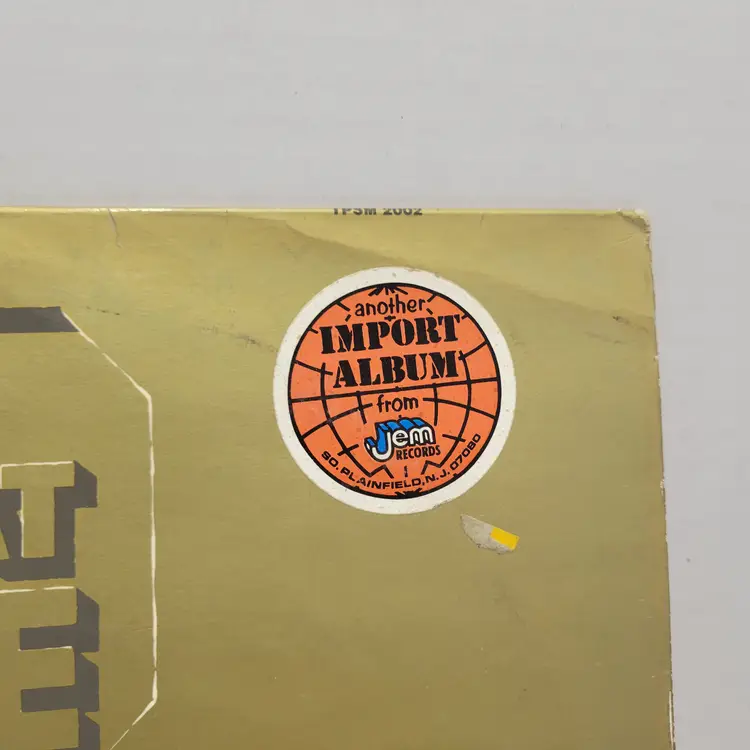 TPSM 2002
another
IMPORT
ALBUM
from
Jem
RECORDS
SO. PLAINFIELD, N.J. 07080